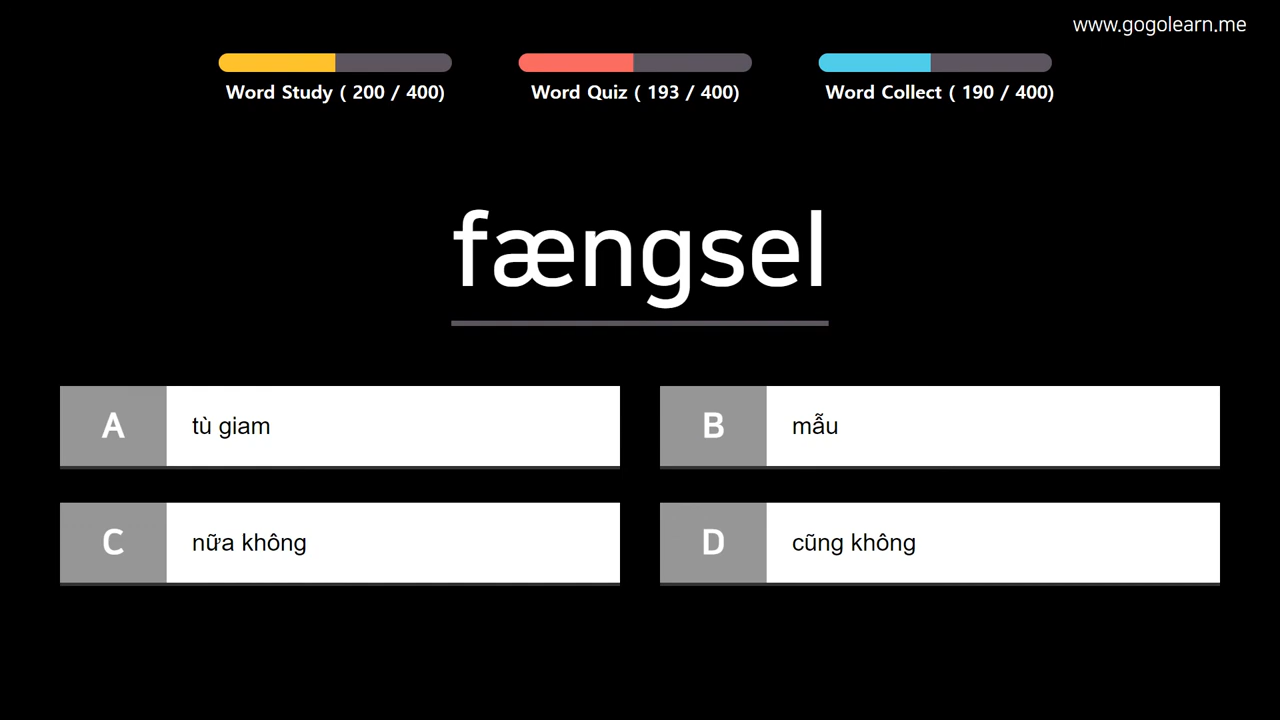 www.gogolearn.me
Word Study ( 200 / 400)
Word Quiz ( 193 / 400)
Word Collect ( 190 / 400)
fængsel
A tù giam
B mẫu
C nữa không
D cũng không